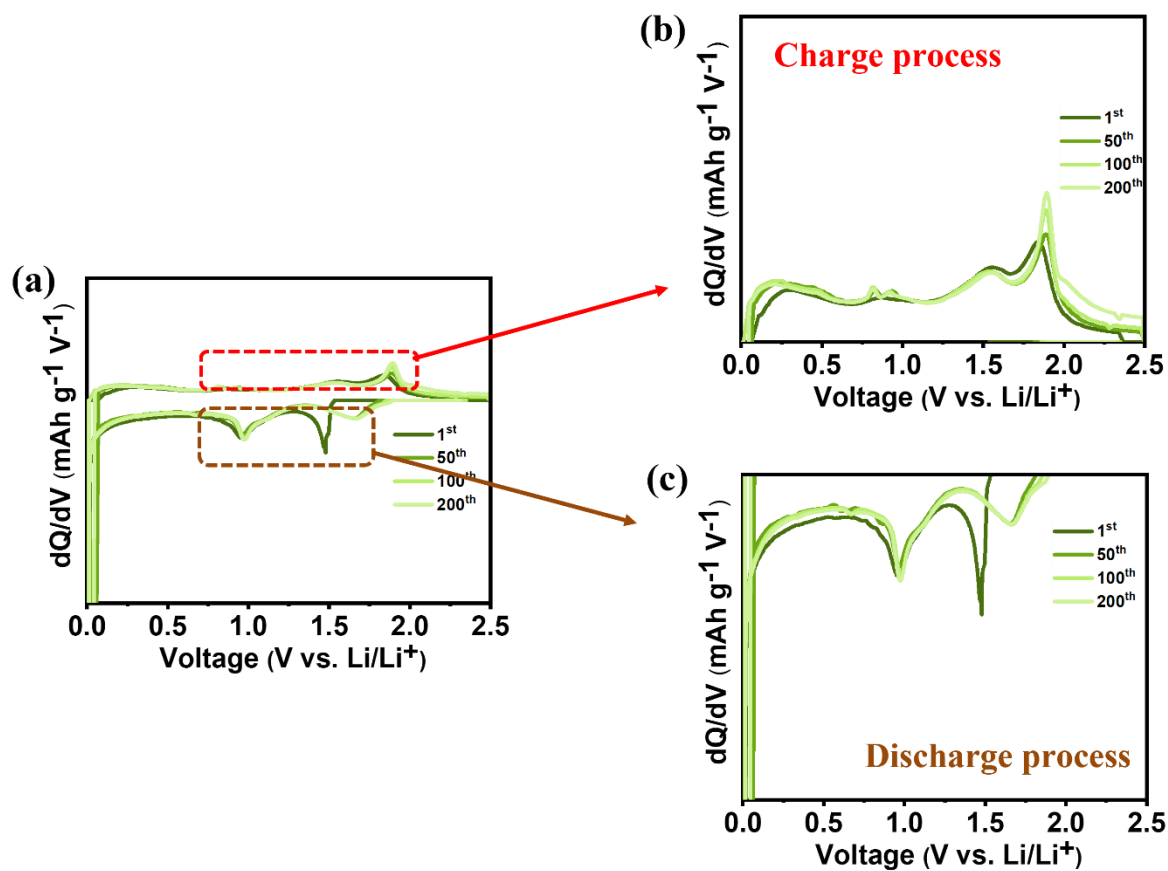 (a)
dQ/dV (mAh g⁻¹ V-1)
1st
50th
100th
200th
0.0 0.5 1.0 1.5 2.0 2.5
Voltage (V vs. Li/Li⁺)
(b)
Charge process
dQ/dV (mAh g⁻¹ V-1)
1st
50th
100th
200th
0.0 0.5 1.0 1.5 2.0 2.5
Voltage (V vs. Li/Li⁺)
(c)
dQ/dV (mAh g⁻¹ V-1)
1st
50th
100th
200th
Discharge process
0.0 0.5 1.0 1.5 2.0 2.5
Voltage (V vs. Li/Li⁺)